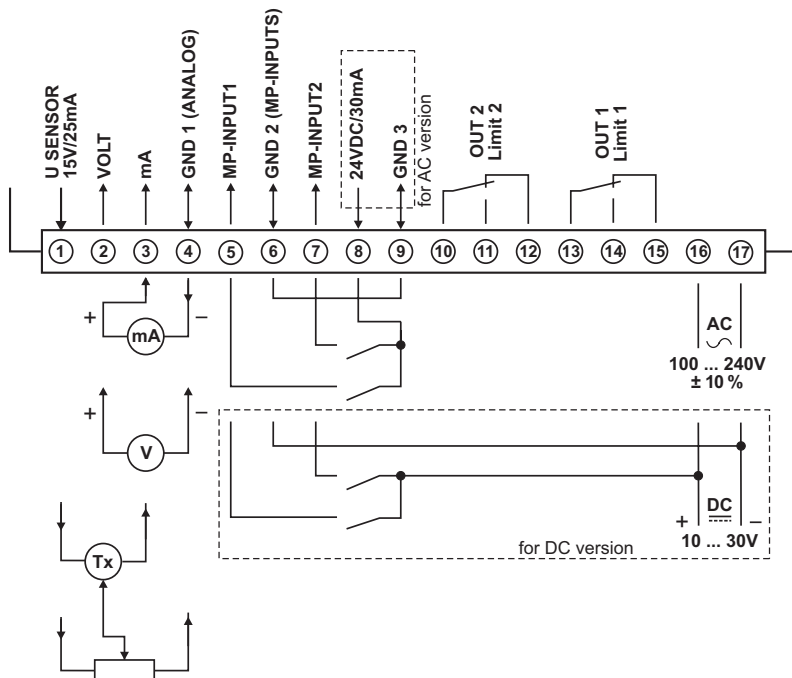 U SENSOR
15V/25mA
VOLT
mA
GND 1 (ANALOG)
MP-INPUT1
GND 2 (MP-INPUTS)
MP-INPUT2
24VDC/30mA
GND 3
for AC version
OUT 2
Limit 2
OUT 1
Limit 1
1 2 3 4 5 6 7 8 9 10 11 12 13 14 15 16 17
+ mA –
AC
100 ... 240V
± 10 %
+ V –
DC
+ –
10 ... 30V
for DC version
Tx